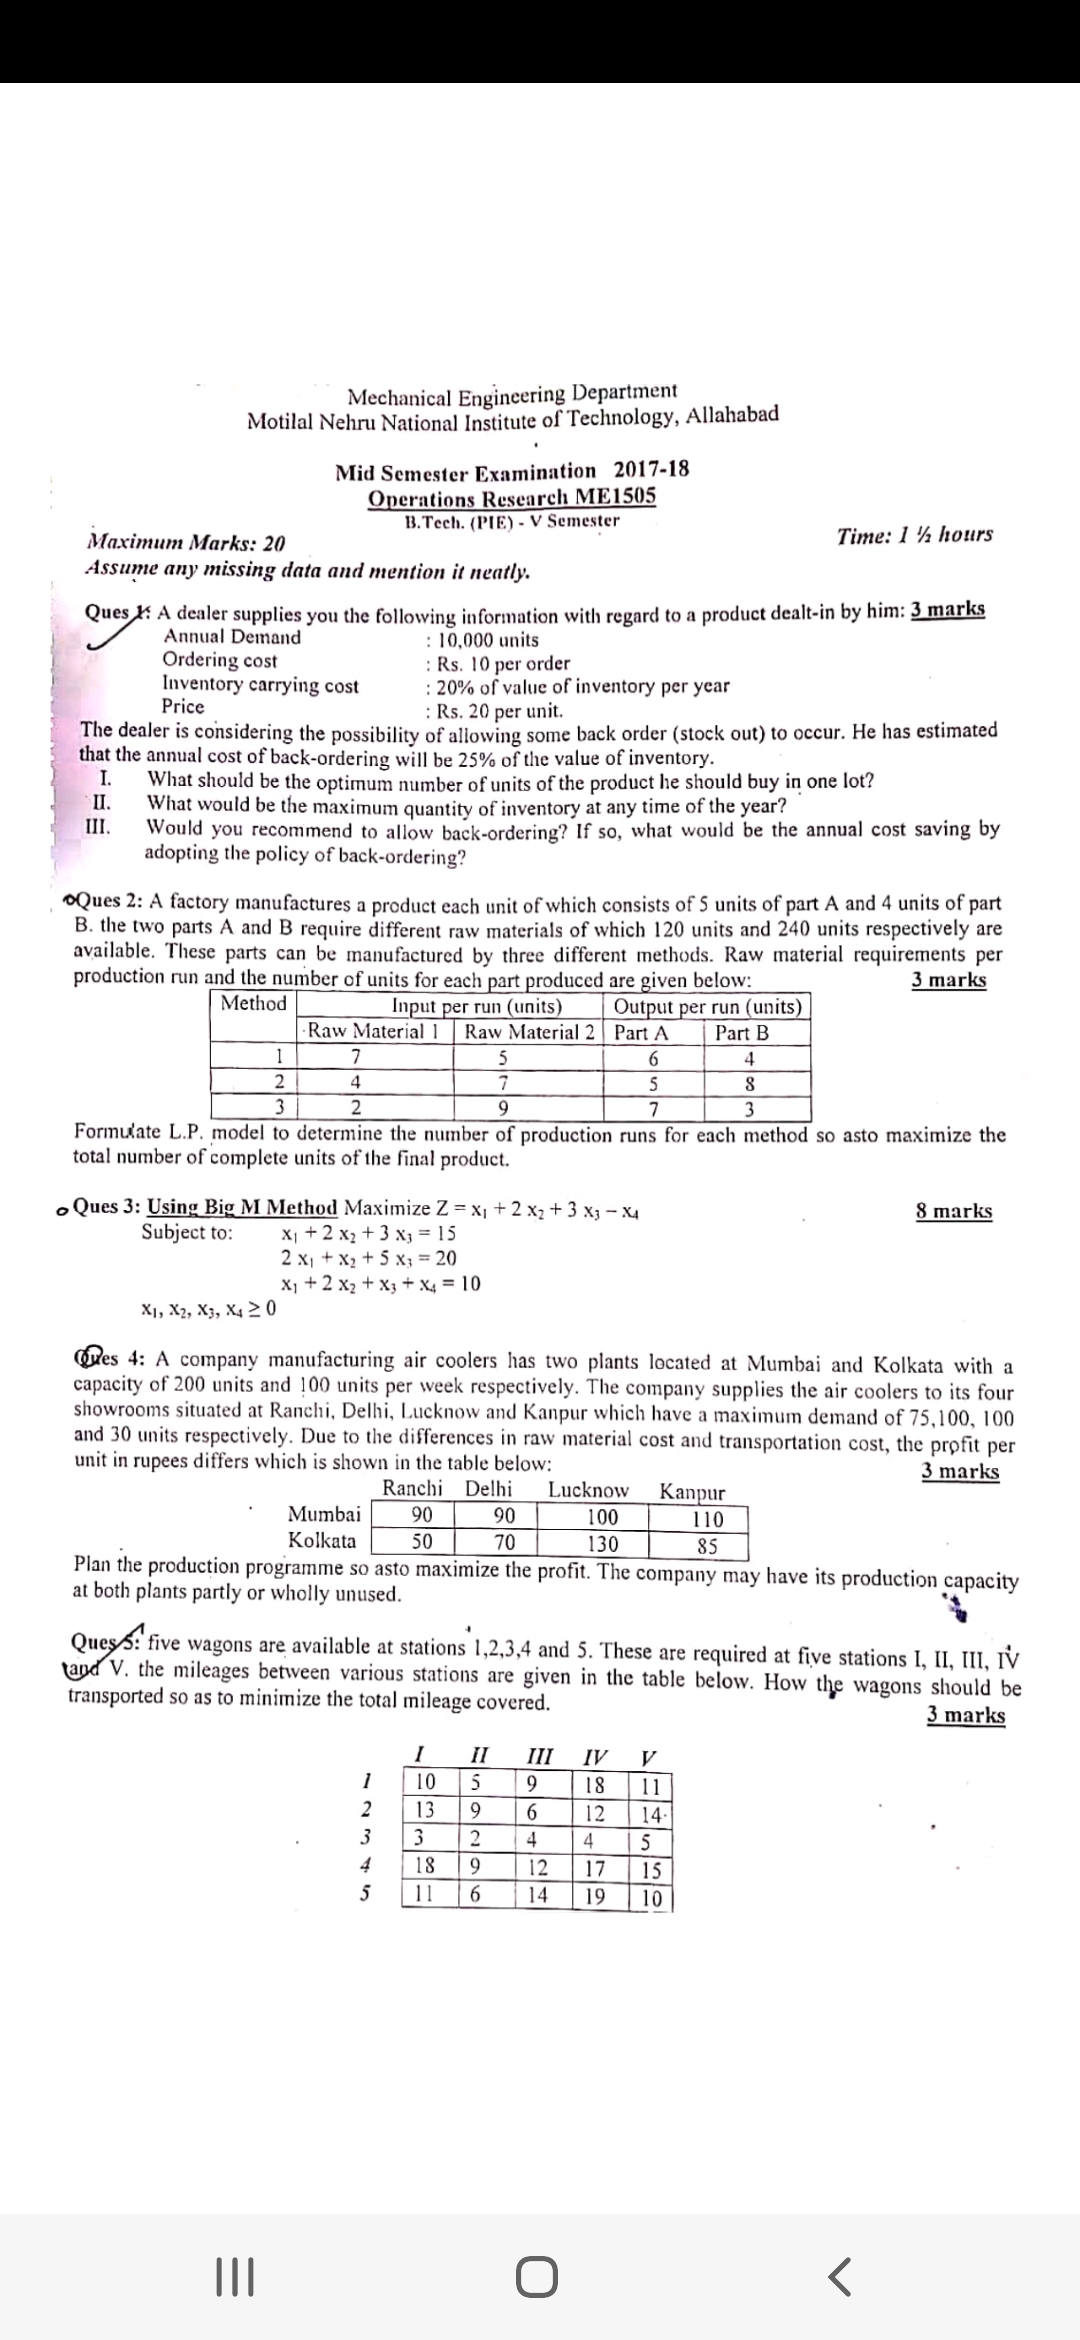 Mechanical Engineering Department
Motilal Nehru National Institute of Technology, Allahabad
Mid Semester Examination 2017-18
Operations Research ME1505
B.Tech. (PIE) - V Semester
Maximum Marks: 20
Time: 1 ½ hours
Assume any missing data and mention it neatly.
Ques 1: A dealer supplies you the following information with regard to a product dealt-in by him: 3 marks
Annual Demand : 10,000 units
Ordering cost : Rs. 10 per order
Inventory carrying cost : 20% of value of inventory per year
Price : Rs. 20 per unit.
The dealer is considering the possibility of allowing some back order (stock out) to occur. He has estimated
that the annual cost of back-ordering will be 25% of the value of inventory.
I. What should be the optimum number of units of the product he should buy in one lot?
II. What would be the maximum quantity of inventory at any time of the year?
III. Would you recommend to allow back-ordering? If so, what would be the annual cost saving by
adopting the policy of back-ordering?
Ques 2: A factory manufactures a product each unit of which consists of 5 units of part A and 4 units of part
B. the two parts A and B require different raw materials of which 120 units and 240 units respectively are
available. These parts can be manufactured by three different methods. Raw material requirements per
production run and the number of units for each part produced are given below: 3 marks
Method Input per run (units) Output per run (units)
Raw Material 1 Raw Material 2 Part A Part B
1 7 5 6 4
2 4 7 5 8
3 2 9 7 3
Formulate L.P. model to determine the number of production runs for each method so asto maximize the
total number of complete units of the final product.
Ques 3: Using Big M Method Maximize Z = x₁ + 2 x₂ + 3 x₃ – x₄ 8 marks
Subject to: x₁ + 2 x₂ + 3 x₃ = 15
2 x₁ + x₂ + 5 x₃ = 20
x₁ + 2 x₂ + x₃ + x₄ = 10
x₁, x₂, x₃, x₄ ≥ 0
Ques 4: A company manufacturing air coolers has two plants located at Mumbai and Kolkata with a
capacity of 200 units and 100 units per week respectively. The company supplies the air coolers to its four
showrooms situated at Ranchi, Delhi, Lucknow and Kanpur which have a maximum demand of 75,100, 100
and 30 units respectively. Due to the differences in raw material cost and transportation cost, the profit per
unit in rupees differs which is shown in the table below: 3 marks
Ranchi Delhi Lucknow Kanpur
Mumbai 90 90 100 110
Kolkata 50 70 130 85
Plan the production programme so asto maximize the profit. The company may have its production capacity
at both plants partly or wholly unused.
Ques 5: five wagons are available at stations 1,2,3,4 and 5. These are required at five stations I, II, III, IV
and V. the mileages between various stations are given in the table below. How the wagons should be
transported so as to minimize the total mileage covered.
3 marks
I II III IV V
1 10 5 9 18 11
2 13 9 6 12 14
3 3 2 4 4 5
4 18 9 12 17 15
5 11 6 14 19 10